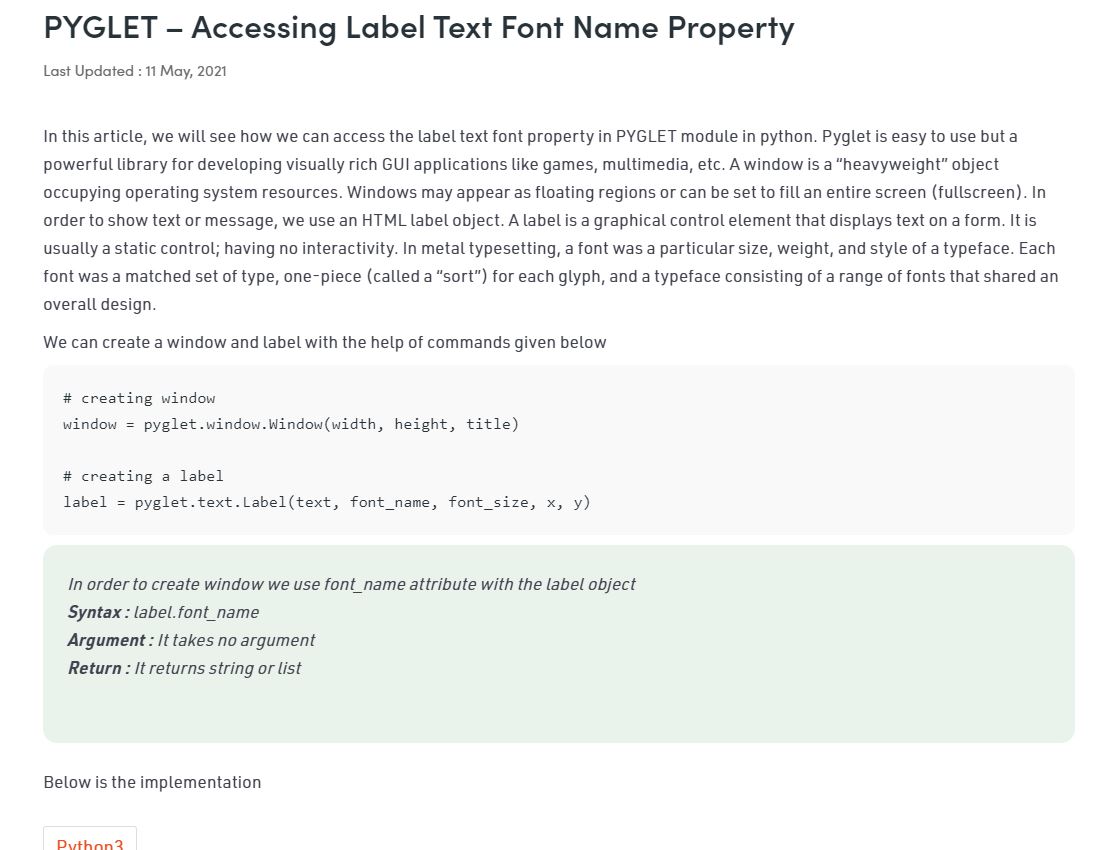 PYGLET – Accessing Label Text Font Name Property
Last Updated : 11 May, 2021
In this article, we will see how we can access the label text font property in PYGLET module in python. Pyglet is easy to use but a
powerful library for developing visually rich GUI applications like games, multimedia, etc. A window is a “heavyweight” object
occupying operating system resources. Windows may appear as floating regions or can be set to fill an entire screen (fullscreen). In
order to show text or message, we use an HTML label object. A label is a graphical control element that displays text on a form. It is
usually a static control; having no interactivity. In metal typesetting, a font was a particular size, weight, and style of a typeface. Each
font was a matched set of type, one-piece (called a “sort”) for each glyph, and a typeface consisting of a range of fonts that shared an
overall design.
We can create a window and label with the help of commands given below
# creating window
window = pyglet.window.Window(width, height, title)
# creating a label
label = pyglet.text.Label(text, font_name, font_size, x, y)
In order to create window we use font_name attribute with the label object
Syntax : label.font_name
Argument : It takes no argument
Return : It returns string or list
Below is the implementation
Python3